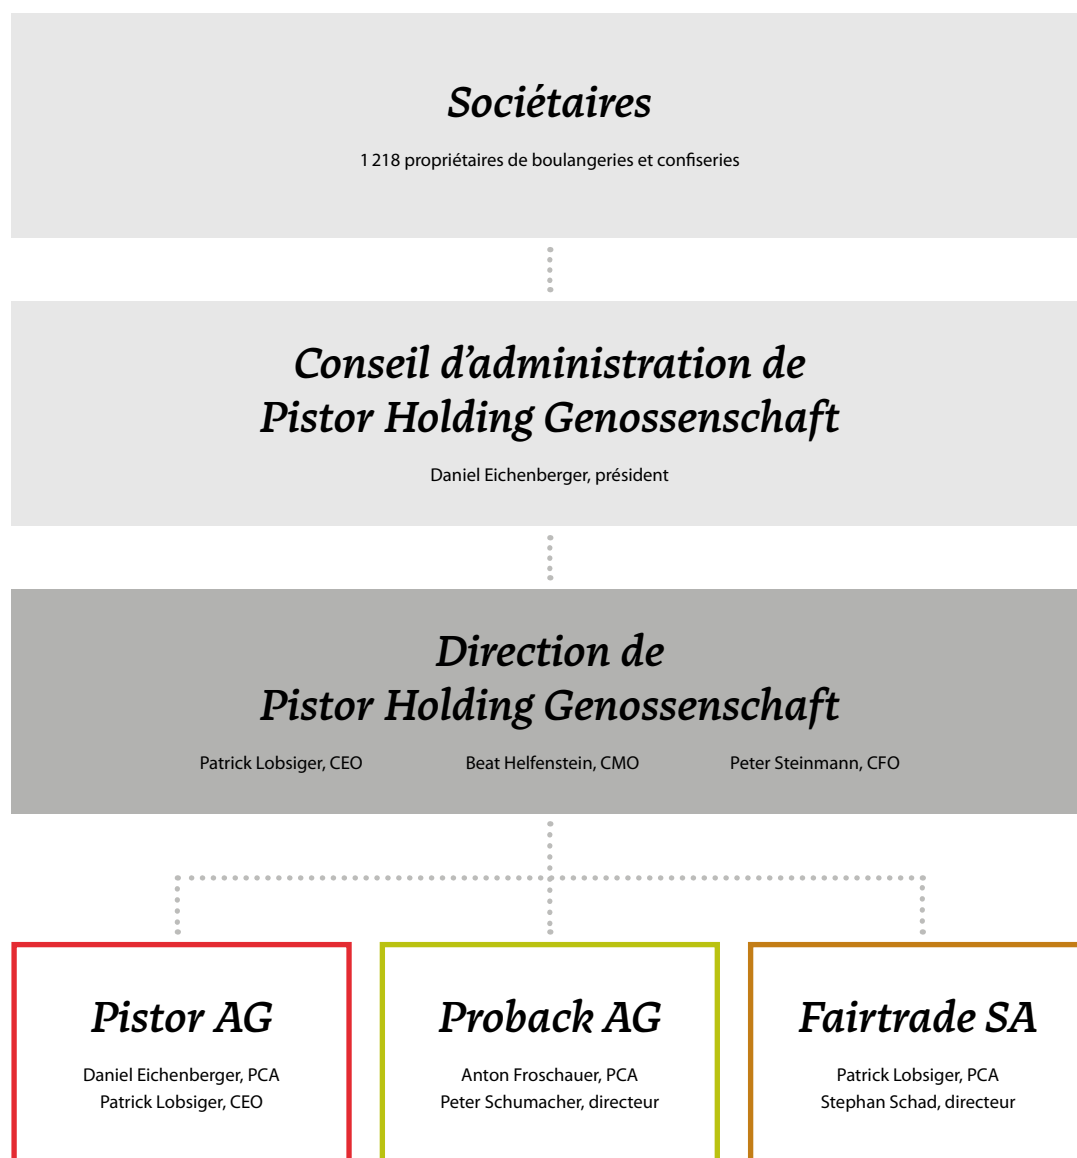 Sociétaires
1 218 propriétaires de boulangeries et confiseries
Conseil d’administration de
Pistor Holding Genossenschaft
Daniel Eichenberger, président
Direction de
Pistor Holding Genossenschaft
Patrick Lobsiger, CEO
Beat Helfenstein, CMO
Peter Steinmann, CFO
Pistor AG
Daniel Eichenberger, PCA
Patrick Lobsiger, CEO
Proback AG
Anton Froschauer, PCA
Peter Schumacher, directeur
Fairtrade SA
Patrick Lobsiger, PCA
Stephan Schad, directeur